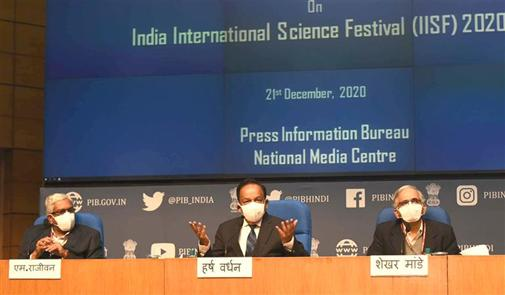 On
India International Science Festival (IISF) 2020
21st December, 2020
Press Information Bureau
National Media Centre
PIB.GOV.IN
@PIB_INDIA
@PIBHINDI
PIBIN
एम.राजीवन
हर्ष वर्धन
शेखर मांडे